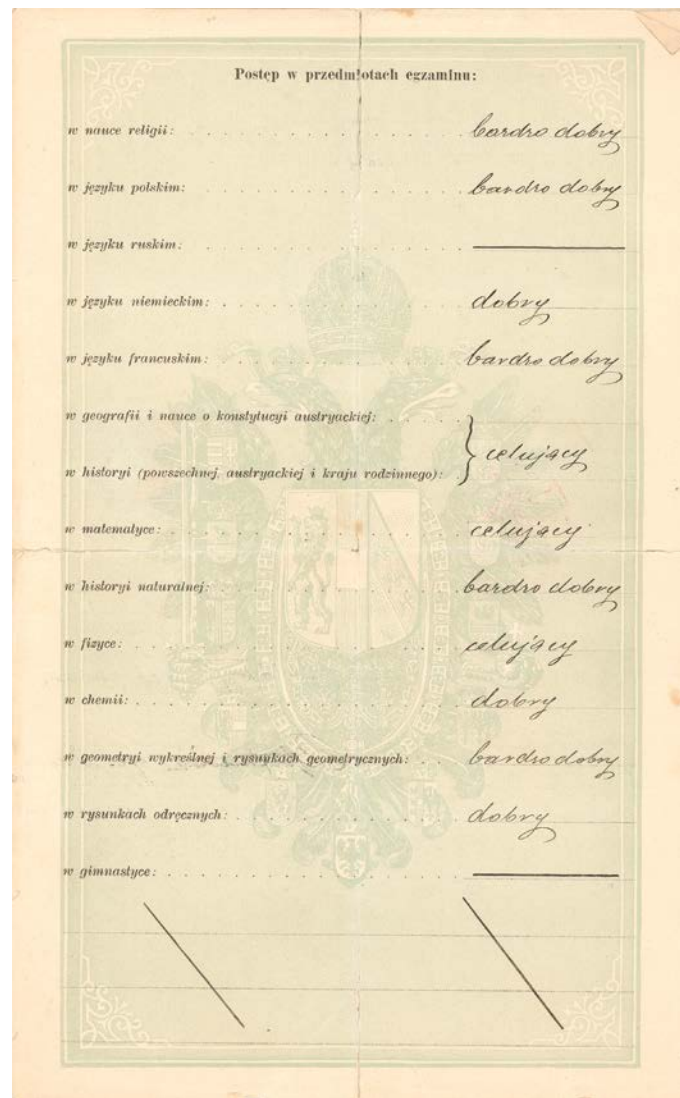 Postęp w przedmiotach egzaminu:
w nauce religii: bardzo dobry
w języku polskim: bardzo dobry
w języku ruskim:
w języku niemieckim: dobry
w języku francuskim: bardzo dobry
w geografii i nauce o konstytucyi austryackiej:
celujący
w historyi (powszechnej, austryackiej i kraju rodzinnego):
w matematyce: celujący
w historyi naturalnej: bardzo dobry
w fizyce: celujący
w chemii: dobry
w geometryi wykreślnej i rysunkach geometrycznych: bardzo dobry
w rysunkach odręcznych: dobry
w gimnastyce: